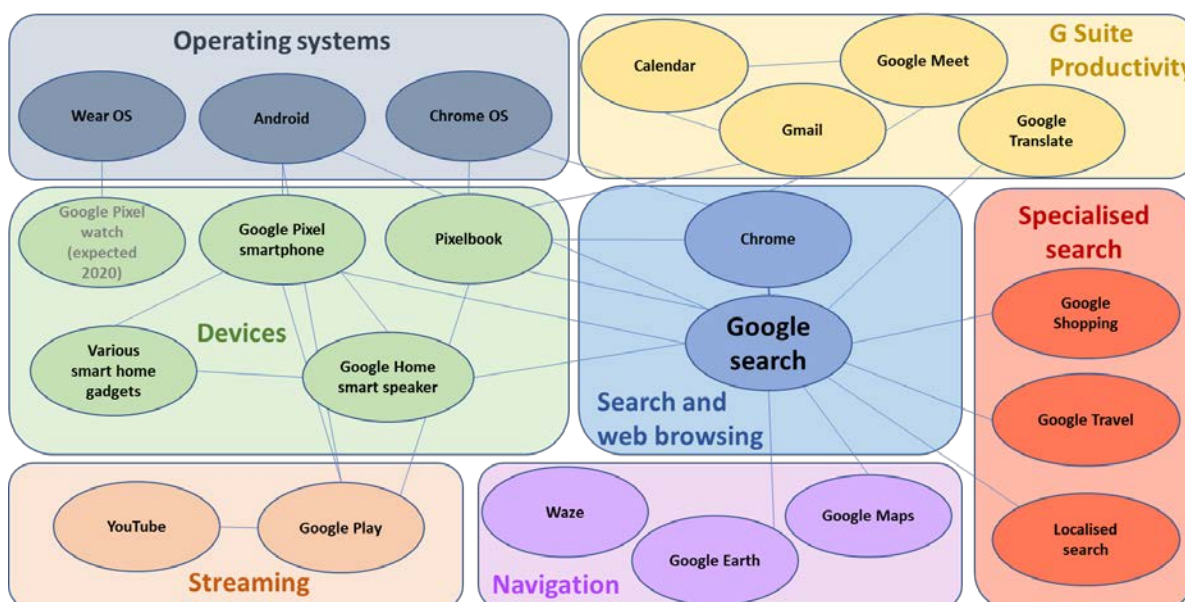 Operating systems
Wear OS
Android
Chrome OS
G Suite
Productivity
Calendar
Google Meet
Gmail
Google
Translate
Google Pixel
watch
(expected
2020)
Google Pixel
smartphone
Pixelbook
Devices
Various
smart home
gadgets
Google Home
smart speaker
Chrome
Google
search
Search and
web browsing
Specialised
search
Google
Shopping
Google Travel
Localised
search
YouTube
Google Play
Streaming
Waze
Google Earth
Google Maps
Navigation